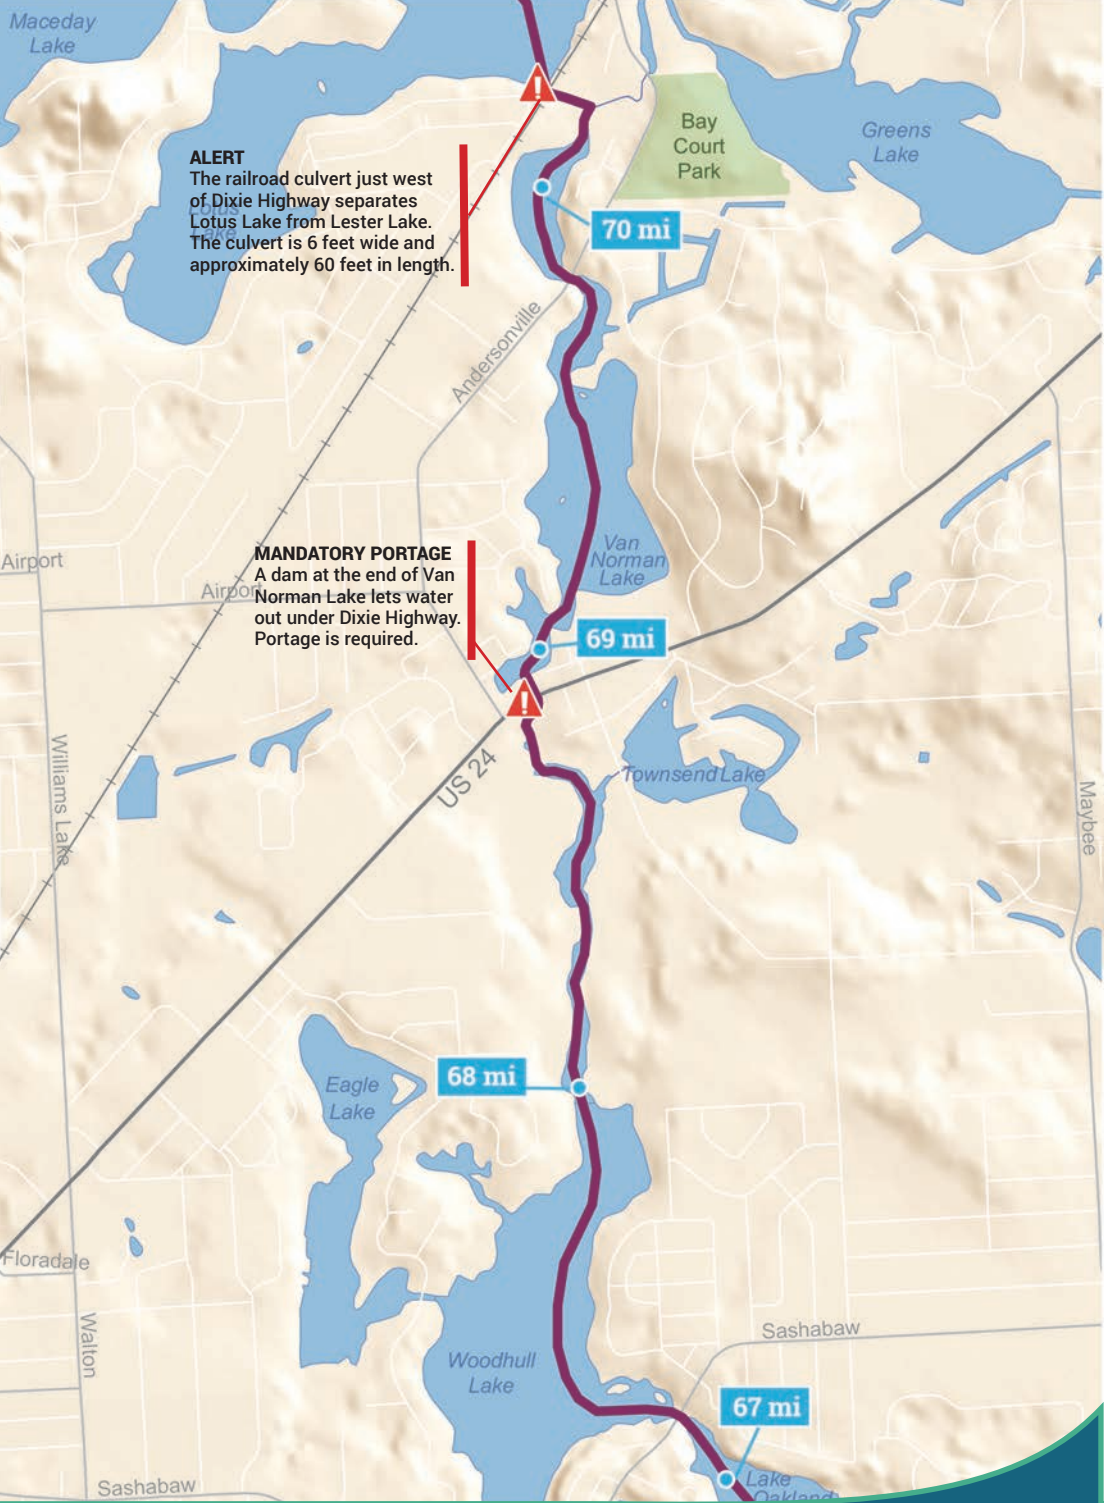 Maceday
Lake
Bay
Court
Park
Greens
Lake
ALERT
The railroad culvert just west
of Dixie Highway separates
Lotus Lake from Lester Lake.
The culvert is 6 feet wide and
approximately 60 feet in length.
Lotus
Lake
70 mi
Andersonville
Van
Norman
Lake
MANDATORY PORTAGE
A dam at the end of Van
Norman Lake lets water
out under Dixie Highway.
Portage is required.
Airport
Airport
69 mi
US 24
Townsend Lake
Williams Lake
Maybee
68 mi
Eagle
Lake
Floradale
Walton
Sashabaw
Woodhull
Lake
67 mi
Sashabaw
Lake
Oakland